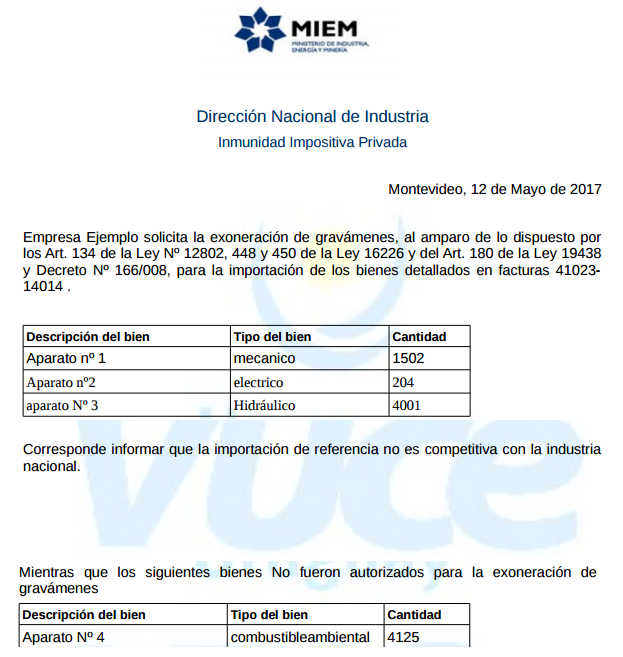 MIEM
MINISTERIO DE INDUSTRIA,
ENERGÍA Y MINERÍA
Dirección Nacional de Industria
Inmunidad Impositiva Privada
Montevideo, 12 de Mayo de 2017
Empresa Ejemplo solicita la exoneración de gravámenes, al amparo de lo dispuesto por
los Art. 134 de la Ley Nº 12802, 448 y 450 de la Ley 16226 y del Art. 180 de la Ley 19438
y Decreto Nº 166/008, para la importación de los bienes detallados en facturas 41023-
14014 .
Descripción del bien Tipo del bien Cantidad
Aparato nº 1 mecanico 1502
Aparato nº2 electrico 204
aparato Nº 3 Hidráulico 4001
Corresponde informar que la importación de referencia no es competitiva con la industria
nacional.
vuce
uruguay
Mientras que los siguientes bienes No fueron autorizados para la exoneración de
gravámenes
Descripción del bien Tipo del bien Cantidad
Aparato Nº 4 combustibleambiental 4125